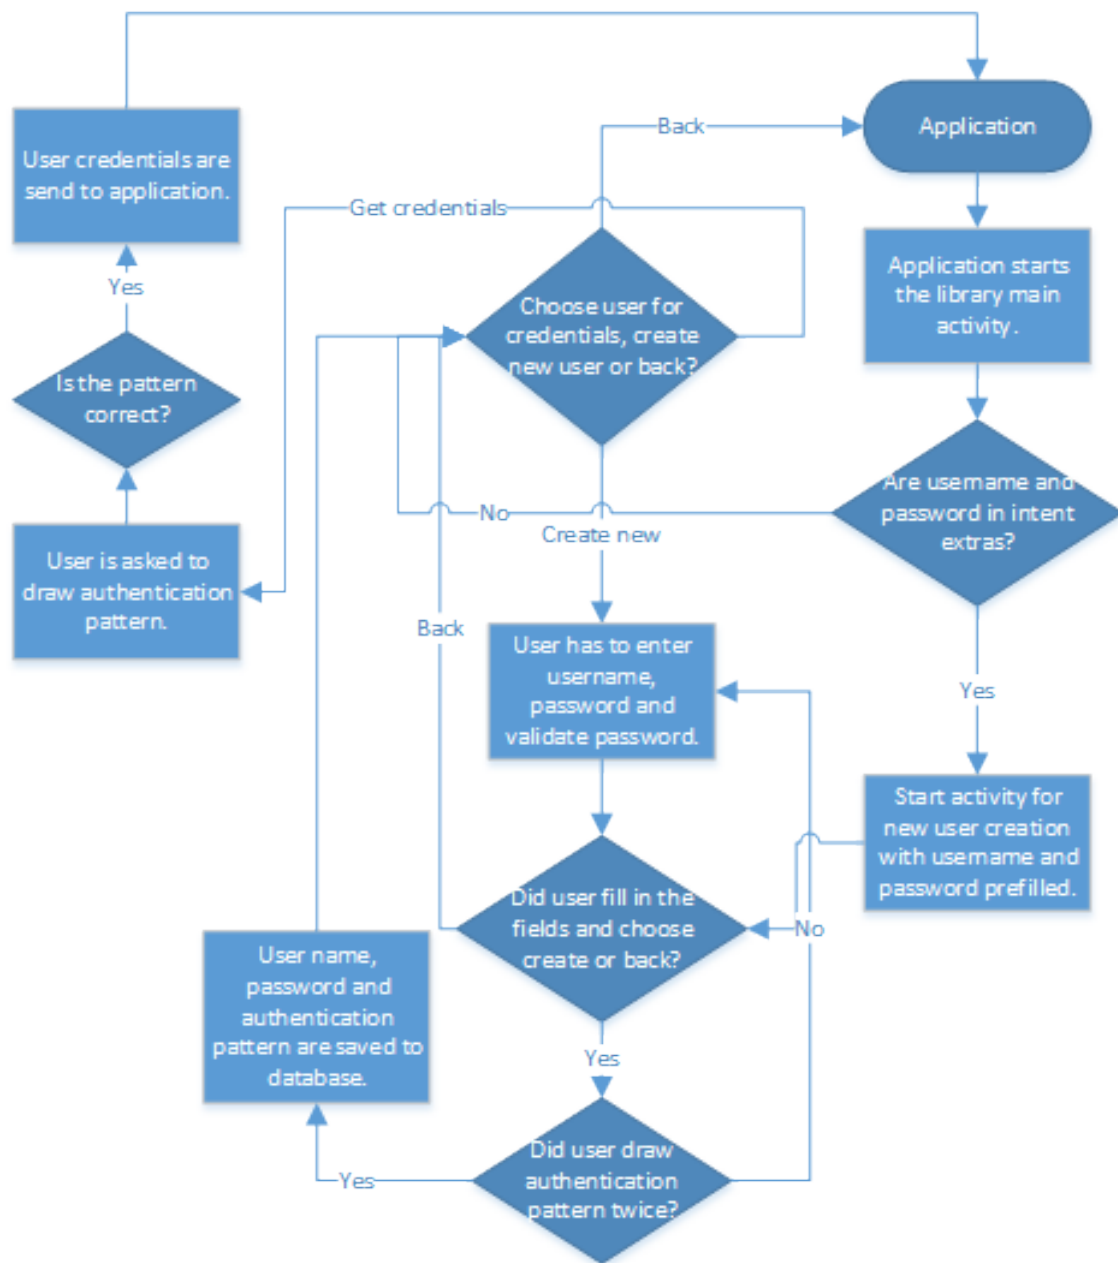 Application
Back
User credentials are
send to application.
Get credentials
Application starts
the library main
activity.
Yes
Choose user for
credentials, create
new user or back?
Is the pattern
correct?
Are username and
password in intent
extras?
No
Create new
User is asked to
draw authentication
pattern.
Back
User has to enter
username,
password and
validate password.
Yes
Start activity for
new user creation
with username and
password prefilled.
Did user fill in the
fields and choose
create or back?
No
User name,
password and
authentication
pattern are saved to
database.
Yes
Did user draw
authentication
pattern twice?
Yes